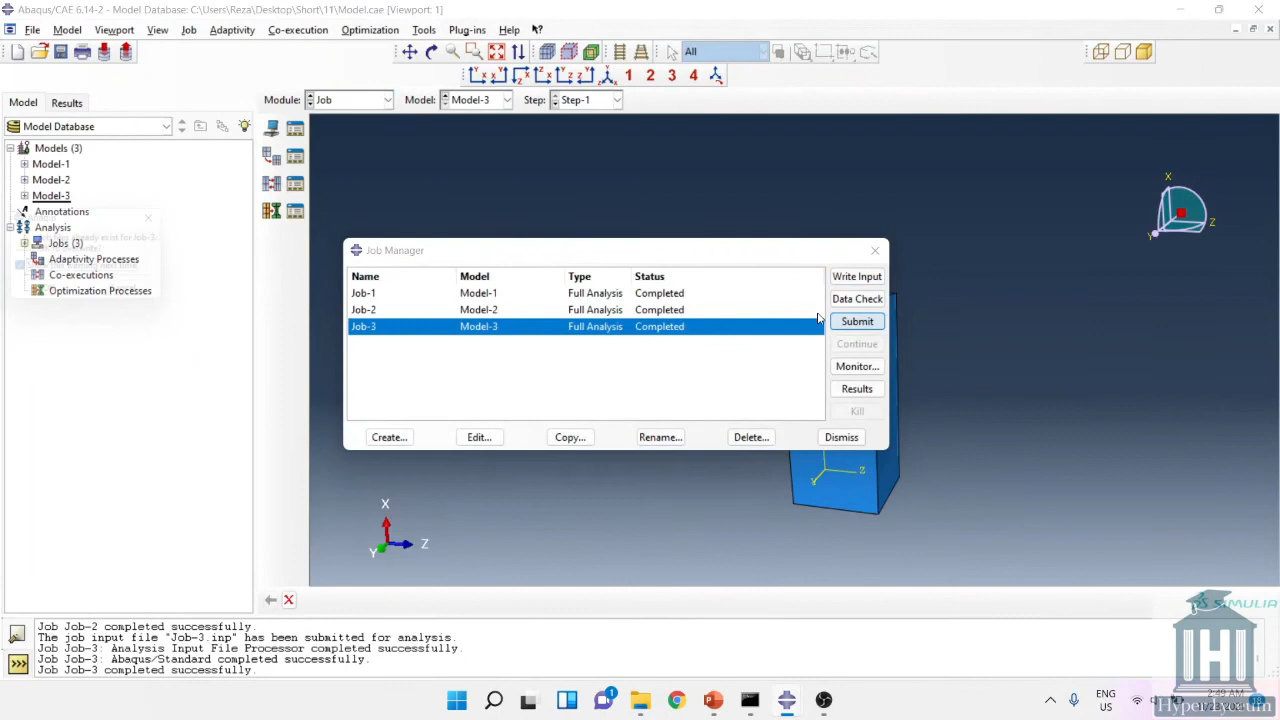 Abaqus/CAE 6.14-2 - Model Database: C:\Users\Reza\Desktop\Short\11\Model.cae [Viewport: 1]
File Model Viewport View Job Adaptivity Co-execution Optimization Tools Plug-ins Help
All
1 2 3 4
Model Results
Module: Job Model: Model-3 Step: Step-1
Model Database
Models (3)
Model-1
Model-2
Model-3
Annotations
Analysis
Jobs (3)
Adaptivity Processes
Co-executions
Optimization Processes
Job Manager
Name Model Type Status
Job-1 Model-1 Full Analysis Completed
Job-2 Model-2 Full Analysis Completed
Job-3 Model-3 Full Analysis Completed
Write Input
Data Check
Submit
Continue
Monitor...
Results
Kill
Create... Edit... Copy... Rename... Delete... Dismiss
X
Z
Y
Z
Y
X
Z
Y
SIMULIA
Job Job-2 completed successfully.
The job input file "Job-3.inp" has been submitted for analysis.
Job Job-3: Analysis Input File Processor completed successfully.
Job Job-3: Abaqus/Standard completed successfully.
Job Job-3 completed successfully.
>>>
1
ENG
US
2:49 AM
H
HyperLyceum